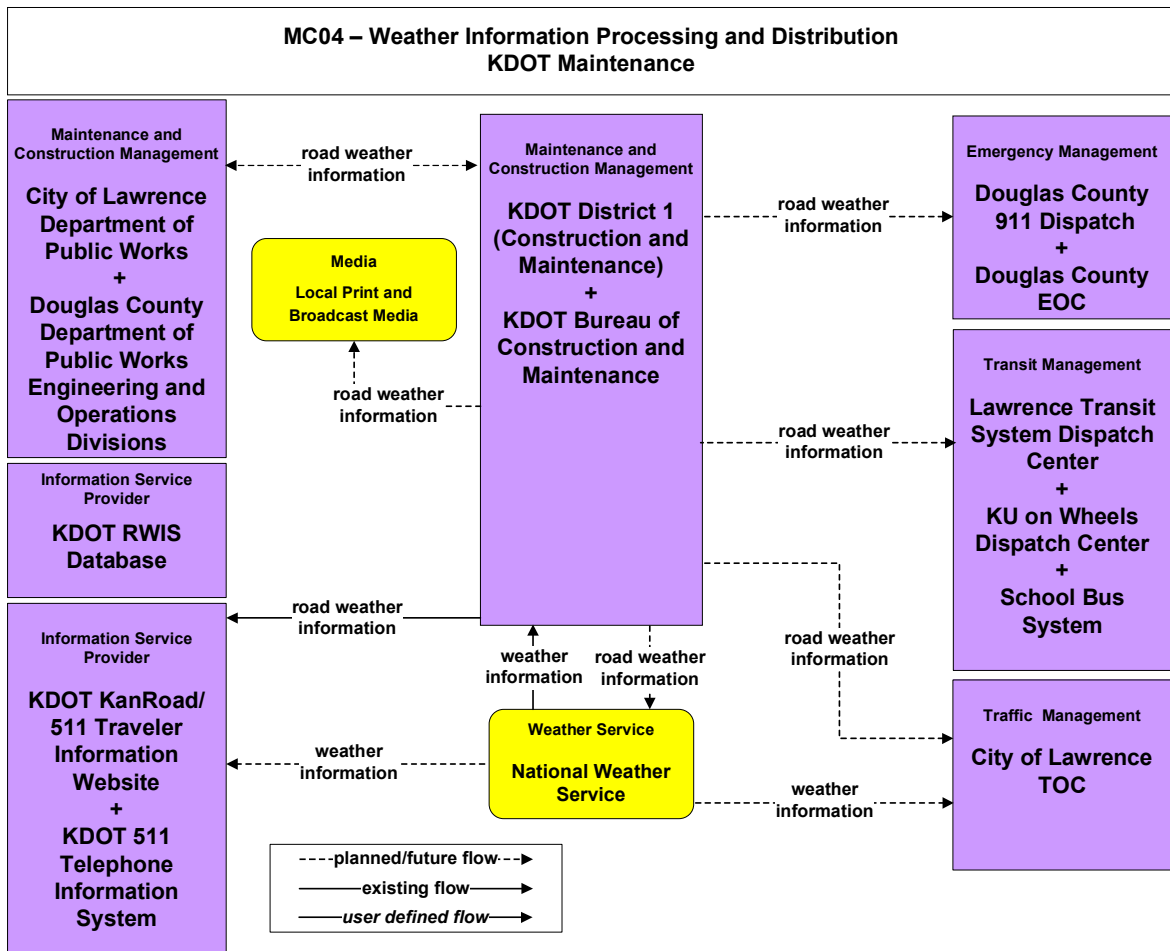 MC04 – Weather Information Processing and Distribution
KDOT Maintenance
Maintenance and
Construction Management
City of Lawrence
Department of
Public Works
+
Douglas County
Department of
Public Works
Engineering and
Operations
Divisions
road weather
information
Media
Local Print and
Broadcast Media
road weather
information
Maintenance and
Construction Management
KDOT District 1
(Construction and
Maintenance)
+
KDOT Bureau of
Construction and
Maintenance
road weather
information
Emergency Management
Douglas County
911 Dispatch
+
Douglas County
EOC
road weather
information
Transit Management
Lawrence Transit
System Dispatch
Center
+
KU on Wheels
Dispatch Center
+
School Bus
System
Information Service
Provider
KDOT RWIS
Database
road weather
information
Information Service
Provider
KDOT KanRoad/
511 Traveler
Information
Website
+
KDOT 511
Telephone
Information
System
weather
information
road weather
information
road weather
information
weather
information
Weather Service
National Weather
Service
weather
information
Traffic Management
City of Lawrence
TOC
planned/future flow
existing flow
user defined flow